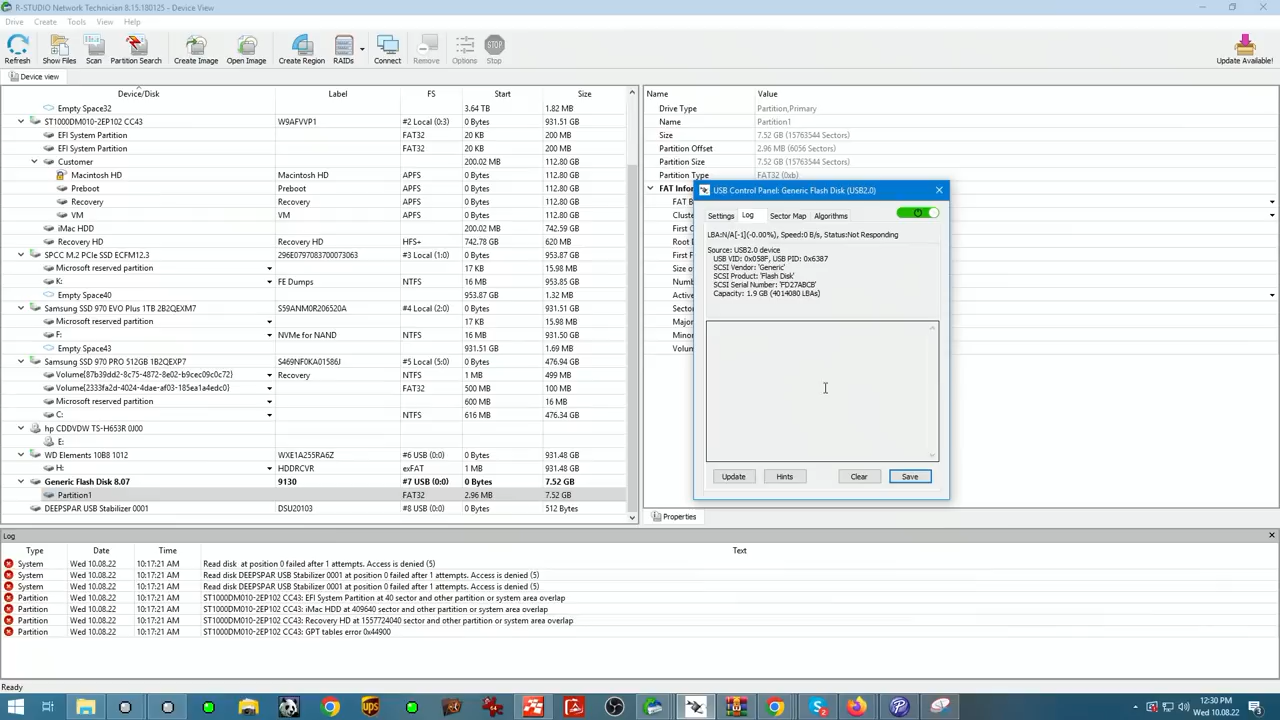 R-STUDIO Network Technician 8.15.180125 - Device View
Drive Create Tools View Help
Refresh Show Files Scan Partition Search Create Image Open Image Create Region RAIDs Connect Remove Options Stop Update Available!
Device view
Device/Disk Label FS Start Size
Empty Space32 3.64 TB 1.82 MB
ST1000DM010-2EP102 CC43 W9AFVVP1 #2 Local (0:3) 0 Bytes 931.51 GB
EFI System Partition FAT32 20 KB 200 MB
EFI System Partition FAT32 20 KB 200 MB
Customer 200.02 MB 112.80 GB
Macintosh HD Macintosh HD APFS 0 Bytes 112.80 GB
Preboot Preboot APFS 0 Bytes 112.80 GB
Recovery Recovery APFS 0 Bytes 112.80 GB
VM VM APFS 0 Bytes 112.80 GB
iMac HDD 200.02 MB 742.59 GB
Recovery HD Recovery HD HFS+ 742.78 GB 620 MB
SPCC M.2 PCIe SSD ECFM12.3 296E0797083700073063 #3 Local (1:0) 0 Bytes 953.87 GB
Microsoft reserved partition 17 KB 15.98 MB
K: FE Dumps NTFS 16 MB 953.85 GB
Empty Space40 953.87 GB 1.32 MB
Samsung SSD 970 EVO Plus 1TB 2B2QEXM7 S59ANM0R206520A #4 Local (2:0) 0 Bytes 931.51 GB
Microsoft reserved partition 17 KB 15.98 MB
F: NVMe for NAND NTFS 16 MB 931.50 GB
Empty Space43 931.51 GB 1.69 MB
Samsung SSD 970 PRO 512GB 1B2QEXP7 S469NF0KA01586J #5 Local (5:0) 0 Bytes 476.94 GB
Volume{87b39dd2-8c75-4872-8e02-b9cec09c0c72} Recovery NTFS 1 MB 499 MB
Volume{2333fa2d-4024-4dae-af03-185ea1a4edc0} FAT32 500 MB 100 MB
Microsoft reserved partition 600 MB 16 MB
C: NTFS 616 MB 476.34 GB
hp CDDVDW TS-H653R 0J00
E:
WD Elements 10B8 1012 WXE1A255RA6Z #6 USB (0:0) 0 Bytes 931.48 GB
H: HDDRCVR exFAT 1 MB 931.48 GB
Generic Flash Disk 8.07 9130 #7 USB (0:0) 0 Bytes 7.52 GB
Partition1 FAT32 2.96 MB 7.52 GB
DEEPSPAR USB Stabilizer 0001 DSU20103 #8 USB (0:0) 0 Bytes 512 Bytes
Name Value
Drive Type Partition,Primary
Name Partition1
Size 7.52 GB (15763544 Sectors)
Partition Offset 2.96 MB (6056 Sectors)
Partition Size 7.52 GB (15763544 Sectors)
Partition Type FAT32 (0xb)
FAT Infor
FAT B
Cluste
First C
Root D
First F
Size of
Numb
Active
Sector
Major
Minor
Volum
Properties
USB Control Panel: Generic Flash Disk (USB2.0)
Settings Log Sector Map Algorithms
LBA:N/A[-1](-0.00%), Speed:0 B/s, Status:Not Responding
Source: USB2.0 device
USB VID: 0x058F, USB PID: 0x6387
SCSI Vendor: 'Generic'
SCSI Product: 'Flash Disk'
SCSI Serial Number: 'FD27ABCB'
Capacity: 1.9 GB (4014080 LBAs)
Update Hints Clear Save
Log
Type Date Time Text
System Wed 10.08.22 10:17:21 AM Read disk at position 0 failed after 1 attempts. Access is denied (5)
System Wed 10.08.22 10:17:21 AM Read disk DEEPSPAR USB Stabilizer 0001 at position 0 failed after 1 attempts. Access is denied (5)
System Wed 10.08.22 10:17:21 AM Read disk DEEPSPAR USB Stabilizer 0001 at position 0 failed after 1 attempts. Access is denied (5)
Partition Wed 10.08.22 10:17:21 AM ST1000DM010-2EP102 CC43: EFI System Partition at 40 sector and other partition or system area overlap
Partition Wed 10.08.22 10:17:21 AM ST1000DM010-2EP102 CC43: iMac HDD at 409640 sector and other partition or system area overlap
Partition Wed 10.08.22 10:17:21 AM ST1000DM010-2EP102 CC43: Recovery HD at 1557724040 sector and other partition or system area overlap
Partition Wed 10.08.22 10:17:21 AM ST1000DM010-2EP102 CC43: GPT tables error 0x44900
Ready
12:30 PM
Wed 10.08.22